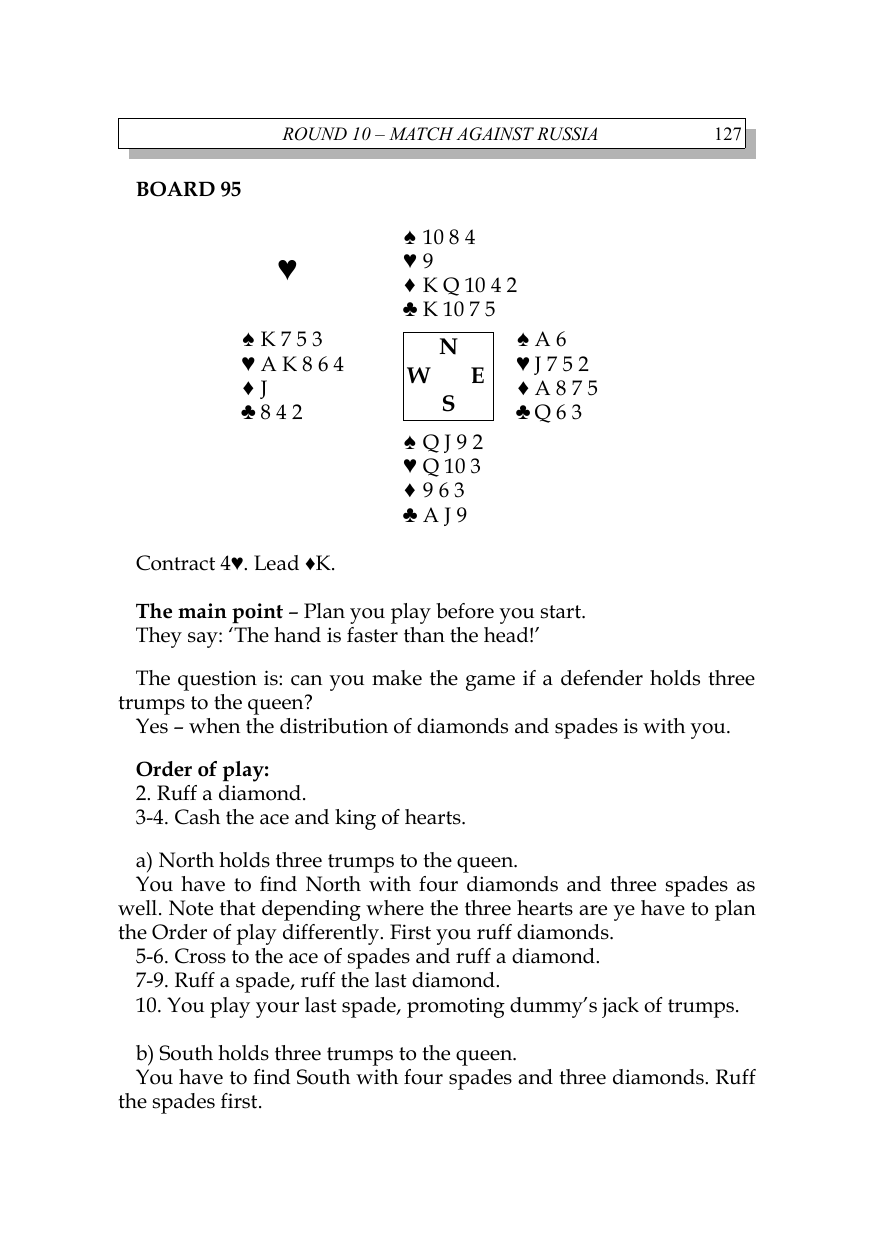 ROUND 10 – MATCH AGAINST RUSSIA 127
BOARD 95
♠ 10 8 4
♥
♥ 9
♦ K Q 10 4 2
♣ K 10 7 5
♠ K 7 5 3
♥ A K 8 6 4
♦ J
♣ 8 4 2
N
W E
S
♠ A 6
♥ J 7 5 2
♦ A 8 7 5
♣ Q 6 3
♠ Q J 9 2
♥ Q 10 3
♦ 9 6 3
♣ A J 9
Contract 4♥. Lead ♦K.
The main point – Plan you play before you start.
They say: ‘The hand is faster than the head!’
The question is: can you make the game if a defender holds three
trumps to the queen?
Yes – when the distribution of diamonds and spades is with you.
Order of play:
2. Ruff a diamond.
3-4. Cash the ace and king of hearts.
a) North holds three trumps to the queen.
You have to find North with four diamonds and three spades as
well. Note that depending where the three hearts are ye have to plan
the Order of play differently. First you ruff diamonds.
5-6. Cross to the ace of spades and ruff a diamond.
7-9. Ruff a spade, ruff the last diamond.
10. You play your last spade, promoting dummy’s jack of trumps.
b) South holds three trumps to the queen.
You have to find South with four spades and three diamonds. Ruff
the spades first.